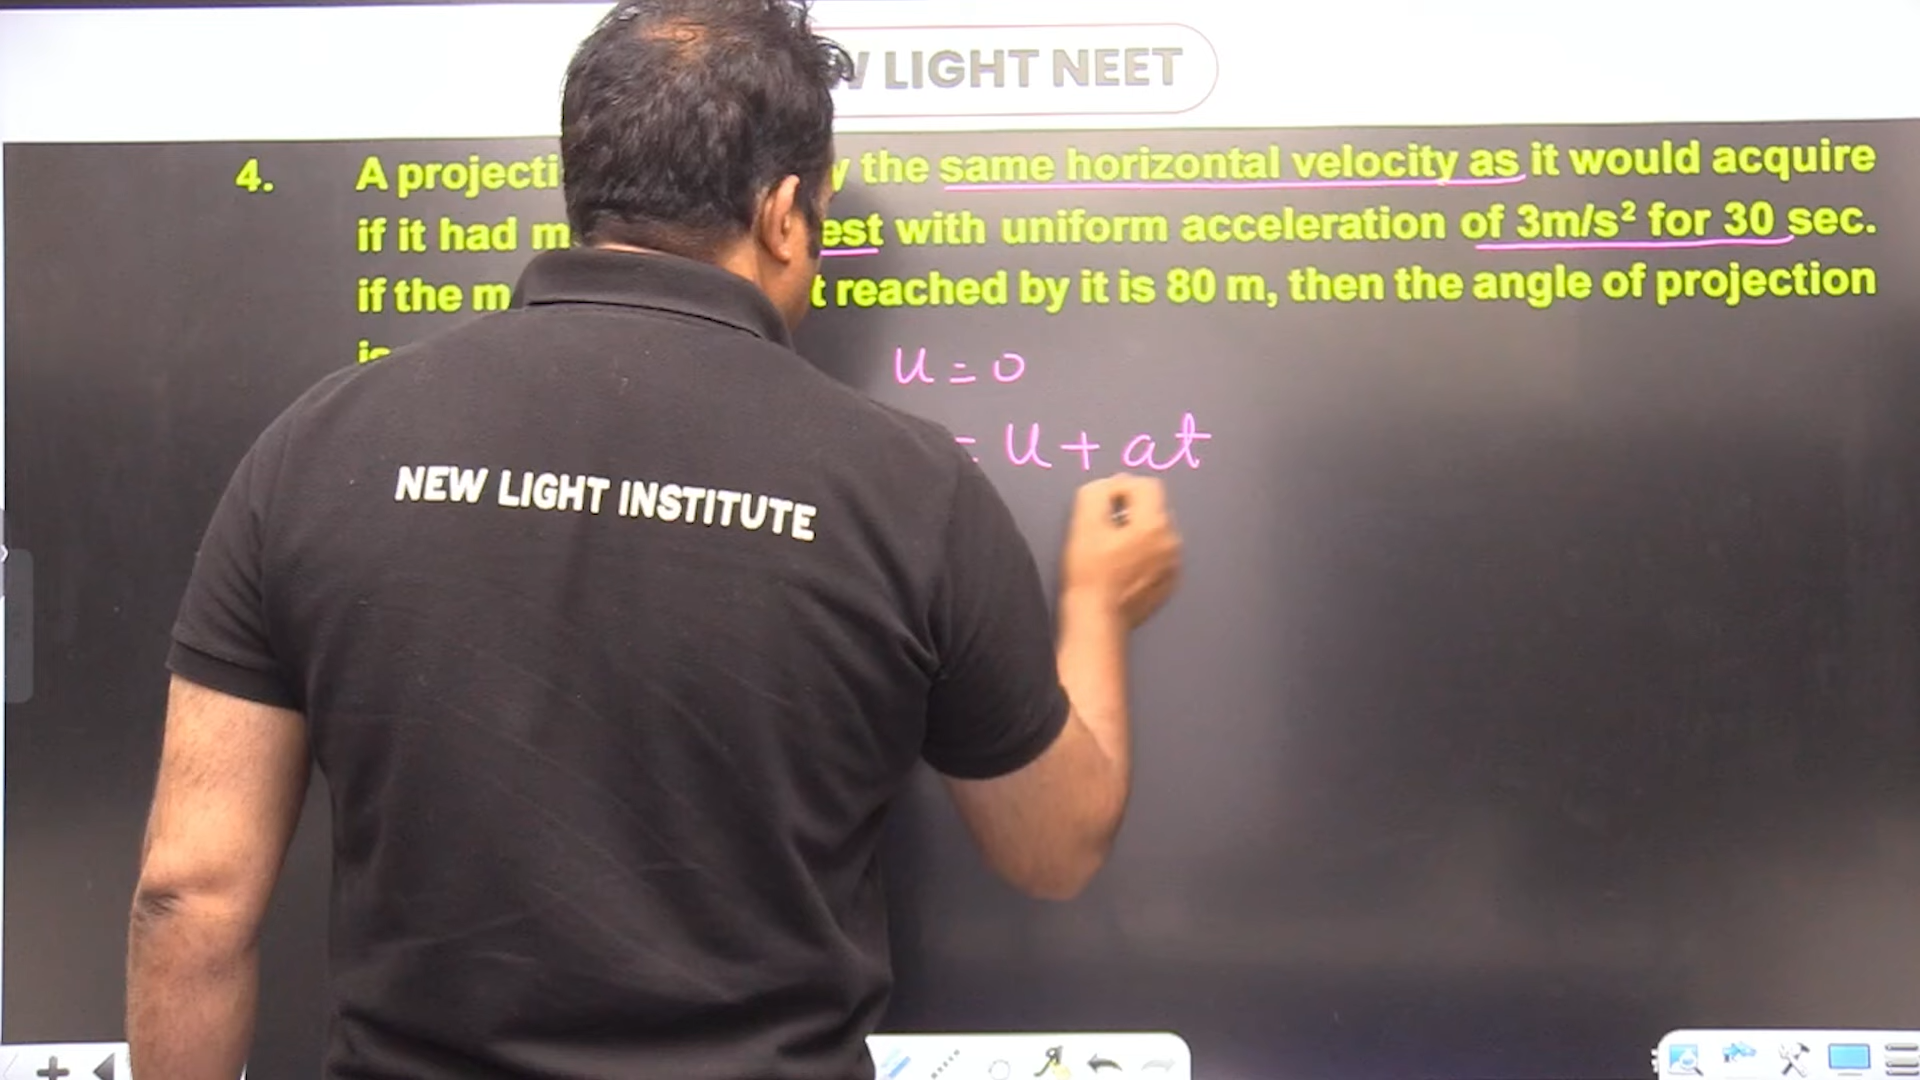 LIGHT NEET
4. A the same horizontal velocity as it would acquire
if it had with uniform acceleration of 3m/s² for 30 sec.
if the reached by it is 80 m, then the angle of projection
u = 0
= u + at
NEW LIGHT INSTITUTE